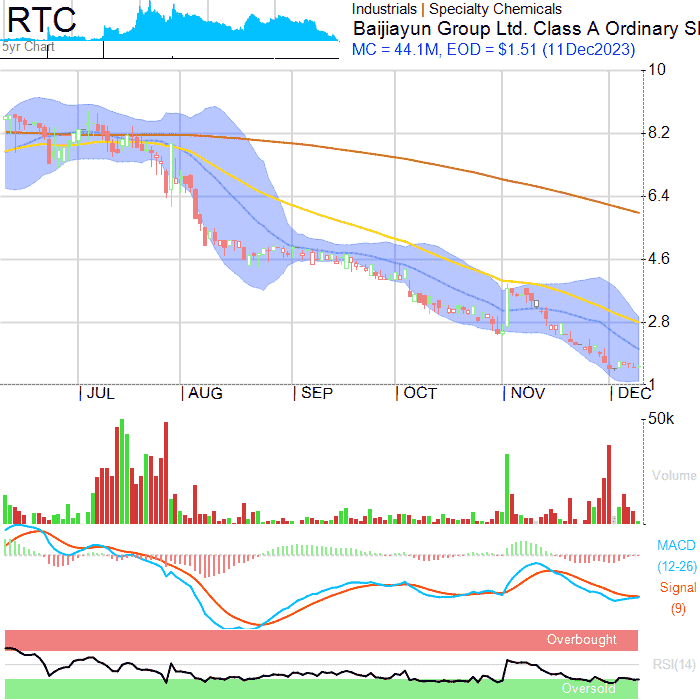 RTC
5yr Chart
Industrials | Specialty Chemicals
Baijiayun Group Ltd. Class A Ordinary S
MC = 44.1M, EOD = $1.51 (11Dec2023)
10
8.2
6.4
4.6
2.8
1
JUL AUG SEP OCT NOV DEC
50k
Volume
MACD
(12-26)
Signal
(9)
Overbought
RSI(14)
Oversold